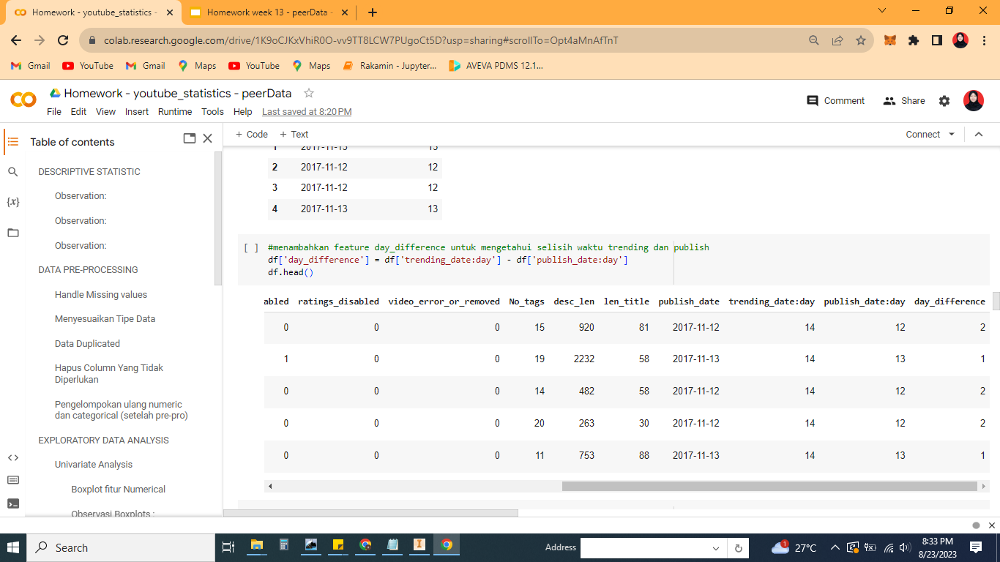 Homework - youtube_statistics -
Homework week 13 - peerData -
colab.research.google.com/drive/1K9oCJKxVhiR0O-vv9TT8LCW7PUgoCt5D?usp=sharing#scrollTo=Opt4aMnAfTnT
Gmail YouTube Gmail Maps YouTube Maps Rakamin - Jupyter... AVEVA PDMS 12.1...
Homework - youtube_statistics - peerData
Comment Share
File Edit View Insert Runtime Tools Help Last saved at 8:20 PM
Table of contents
+ Code + Text
Connect
DESCRIPTIVE STATISTIC
Observation:
Observation:
Observation:
DATA PRE-PROCESSING
Handle Missing values
Menyesuaikan Tipe Data
Data Duplicated
Hapus Column Yang Tidak
Diperlukan
Pengelompokan ulang numeric
dan categorical (setelah pre-pro)
EXPLORATORY DATA ANALYSIS
Univariate Analysis
Boxplot fitur Numerical
Observasi Boxplots :
{x}
1 2017-11-13 13
2 2017-11-12 12
3 2017-11-12 12
4 2017-11-13 13
[ ] #menambahkan feature day_difference untuk mengetahui selisih waktu trending dan publish
df['day_difference'] = df['trending_date:day'] - df['publish_date:day']
df.head()
abled ratings_disabled video_error_or_removed No_tags desc_len len_title publish_date trending_date:day publish_date:day day_difference
0 0 0 15 920 81 2017-11-12 14 12 2
1 0 0 19 2232 58 2017-11-13 14 13 1
0 0 0 14 482 58 2017-11-12 14 12 2
0 0 0 20 263 30 2017-11-12 14 12 2
0 0 0 11 753 88 2017-11-13 14 13 1
Search
Address
1
27°C
8:33 PM
8/23/2023